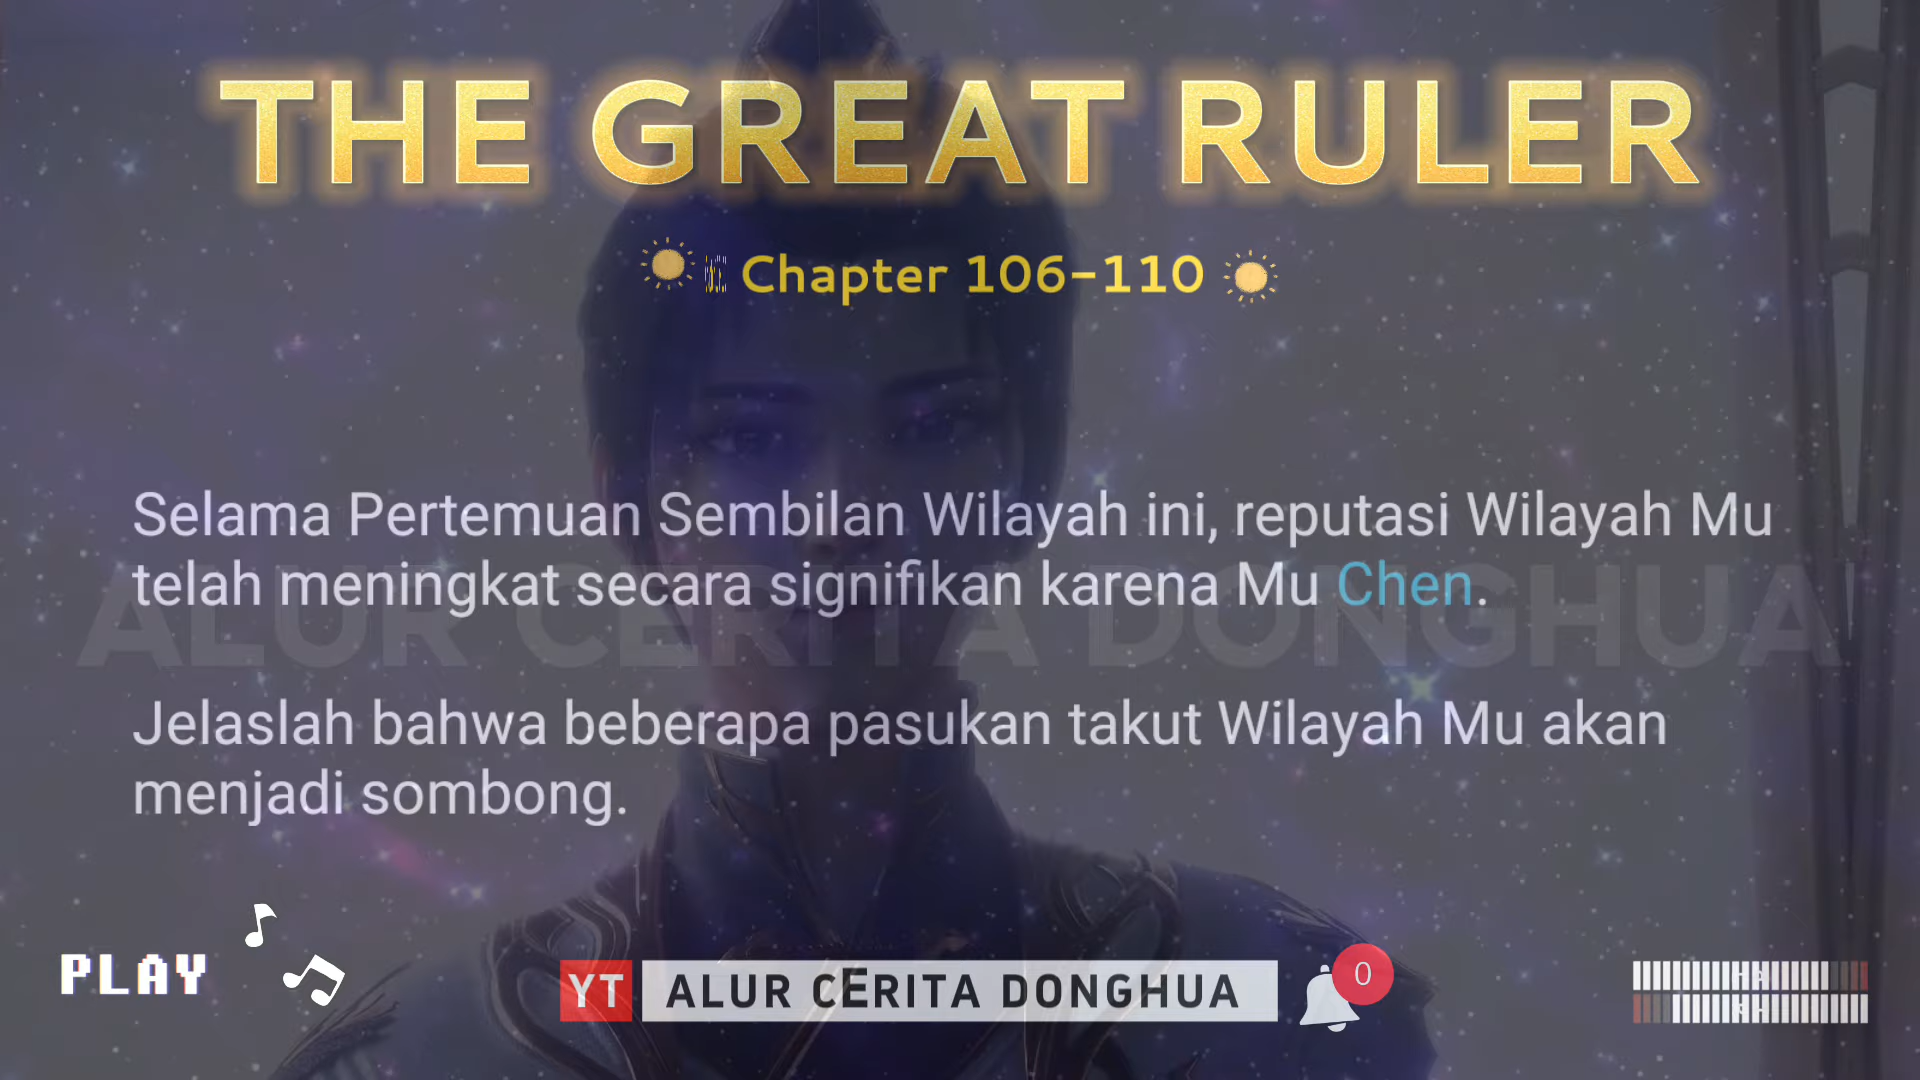 THE GREAT RULER
Chapter 106-110
Selama Pertemuan Sembilan Wilayah ini, reputasi Wilayah Mu
telah meningkat secara signifikan karena Mu Chen.
ALUR CERITA DONGHUA
Jelaslah bahwa beberapa pasukan takut Wilayah Mu akan
menjadi sombong.
PLAY
YT ALUR CERITA DONGHUA
0